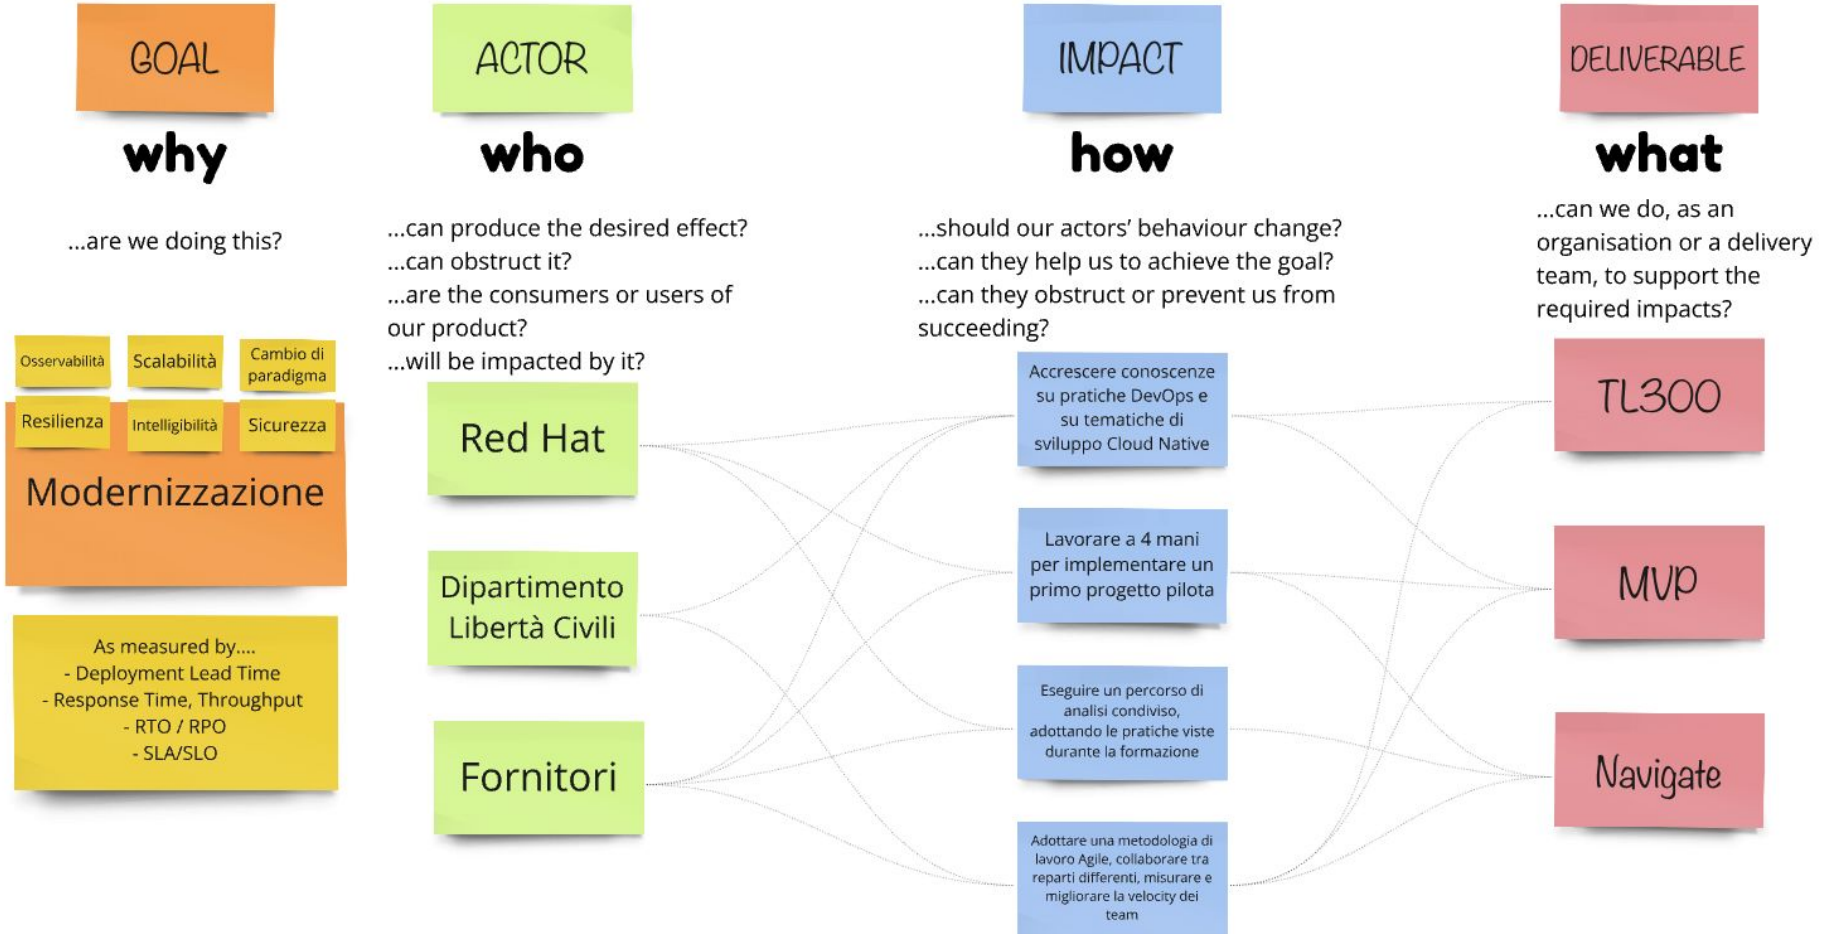 GOAL
why
...are we doing this?
Osservabilità
Scalabilità
Cambio di
paradigma
Resilienza
Intelligibilità
Sicurezza
Modernizzazione
As measured by....
- Deployment Lead Time
- Response Time, Throughput
- RTO / RPO
- SLA/SLO
ACTOR
who
...can produce the desired effect?
...can obstruct it?
...are the consumers or users of
our product?
...will be impacted by it?
Red Hat
Dipartimento
Libertà Civili
Fornitori
IMPACT
how
...should our actors' behaviour change?
...can they help us to achieve the goal?
...can they obstruct or prevent us from
succeeding?
Accrescere conoscenze
su pratiche DevOps e
su tematiche di
sviluppo Cloud Native
Lavorare a 4 mani
per implementare un
primo progetto pilota
Eseguire un percorso di
analisi condiviso,
adottando le pratiche viste
durante la formazione
Adottare una metodologia di
lavoro Agile, collaborare tra
reparti differenti, misurare e
migliorare la velocity dei
team
DELIVERABLE
what
...can we do, as an
organisation or a delivery
team, to support the
required impacts?
TL300
MVP
Navigate